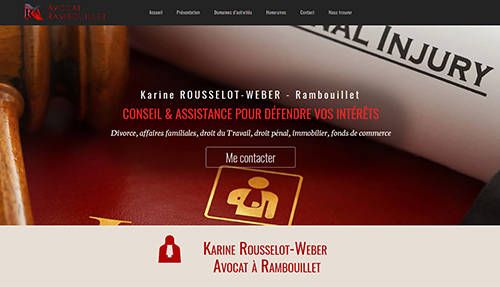 AVOCAT
RAMBOUILLET
Accueil
Présentation
Domaines d'activités
Honoraires
Contact
Nous trouver
NAL INJURY
Karine ROUSSELOT-WEBER - Rambouillet
CONSEIL & ASSISTANCE POUR DÉFENDRE VOS INTÉRÊTS
Divorce, affaires familiales, droit du Travail, droit pénal, immobilier, fonds de commerce
Me contacter
KARINE ROUSSELOT-WEBER
AVOCAT À RAMBOUILLET